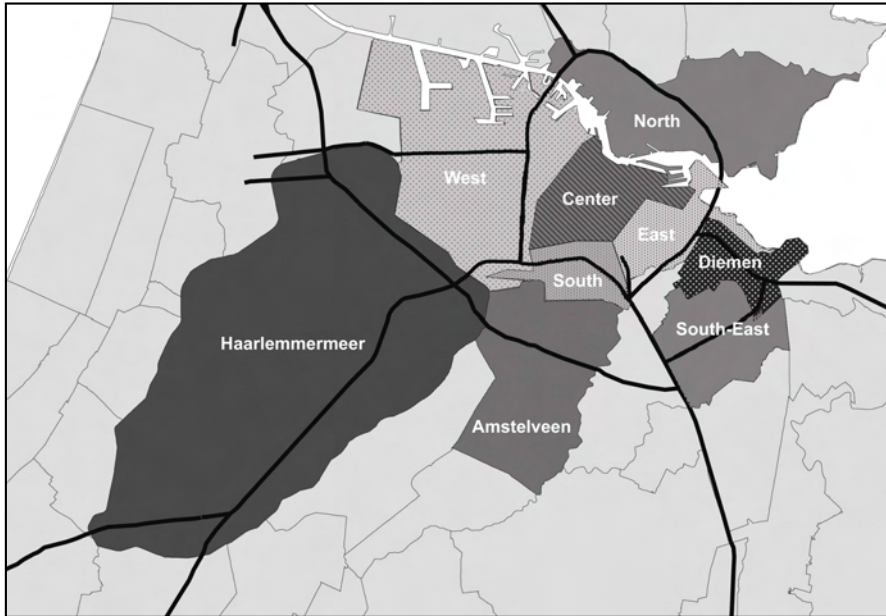 North
West
Center
East
Diemen
South
South-East
Haarlemmermeer
Amstelveen